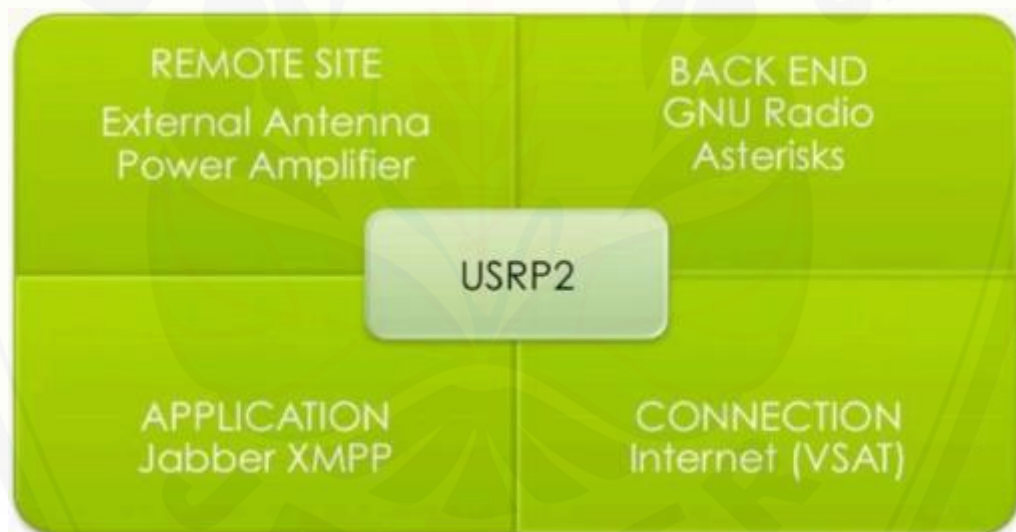 REMOTE SITE
External Antenna
Power Amplifier
BACK END
GNU Radio
Asterisks
USRP2
APPLICATION
Jabber XMPP
CONNECTION
Internet (VSAT)